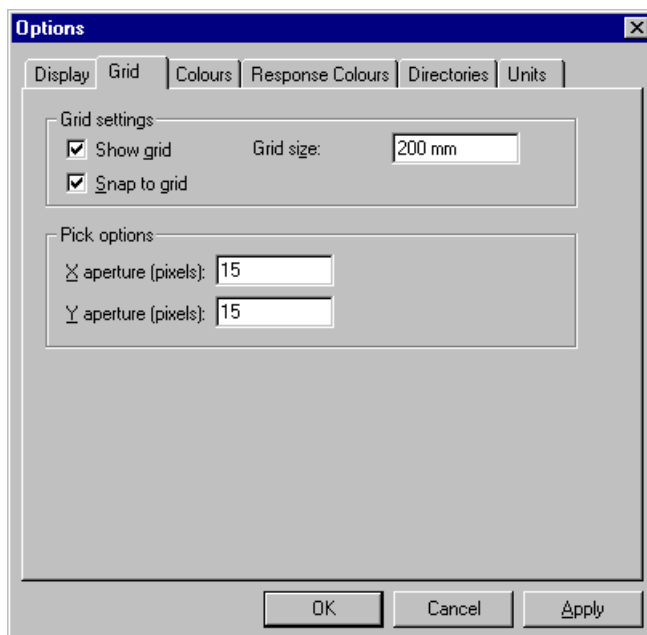 Options
Display Grid Colours Response Colours Directories Units
Grid settings
Show grid Grid size: 200 mm
Snap to grid
Pick options
X aperture (pixels): 15
Y aperture (pixels): 15
OK Cancel Apply